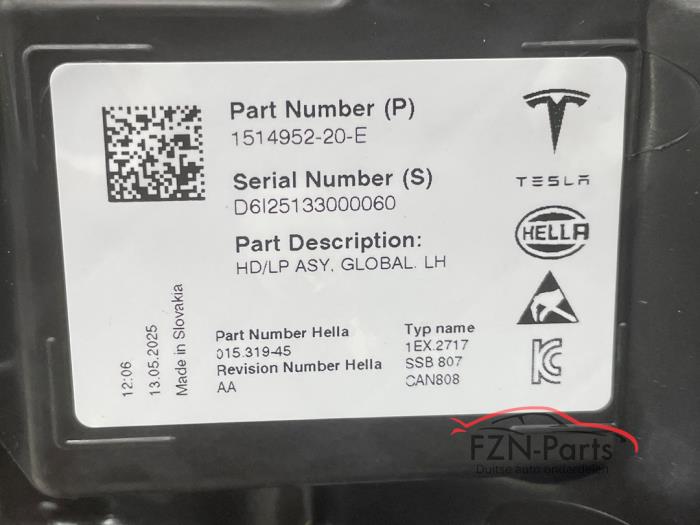 Part Number (P)
1514952-20-E
Serial Number (S)
D6I25133000060
Part Description:
HD/LP ASY, GLOBAL. LH
TESLA
HELLA
Part Number Hella
015.319-45
Revision Number Hella
AA
Typ name
1EX.2717
SSB 807
CAN808
12:06
13.05.2025
Made in Slovakia
FZN-Parts
Duitse auto onderdelen